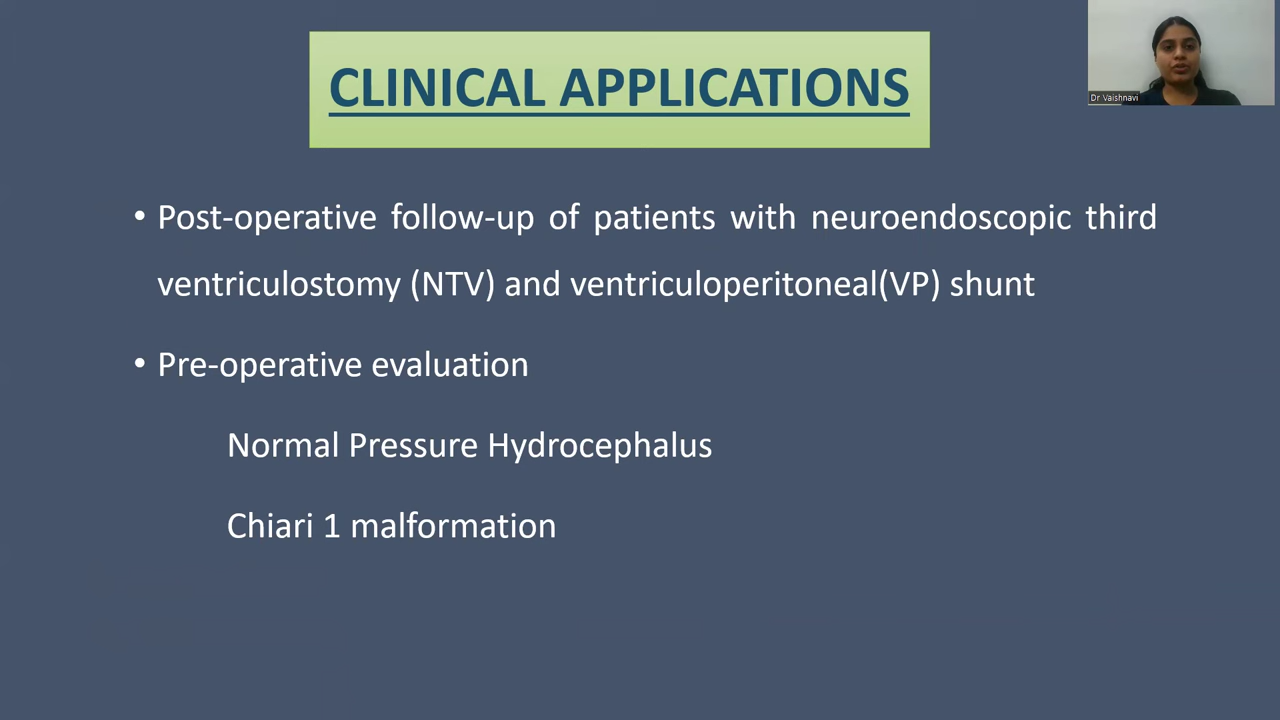 CLINICAL APPLICATIONS
Dr Vaishnavi
• Post-operative follow-up of patients with neuroendoscopic third
ventriculostomy (NTV) and ventriculoperitoneal(VP) shunt
• Pre-operative evaluation
Normal Pressure Hydrocephalus
Chiari 1 malformation